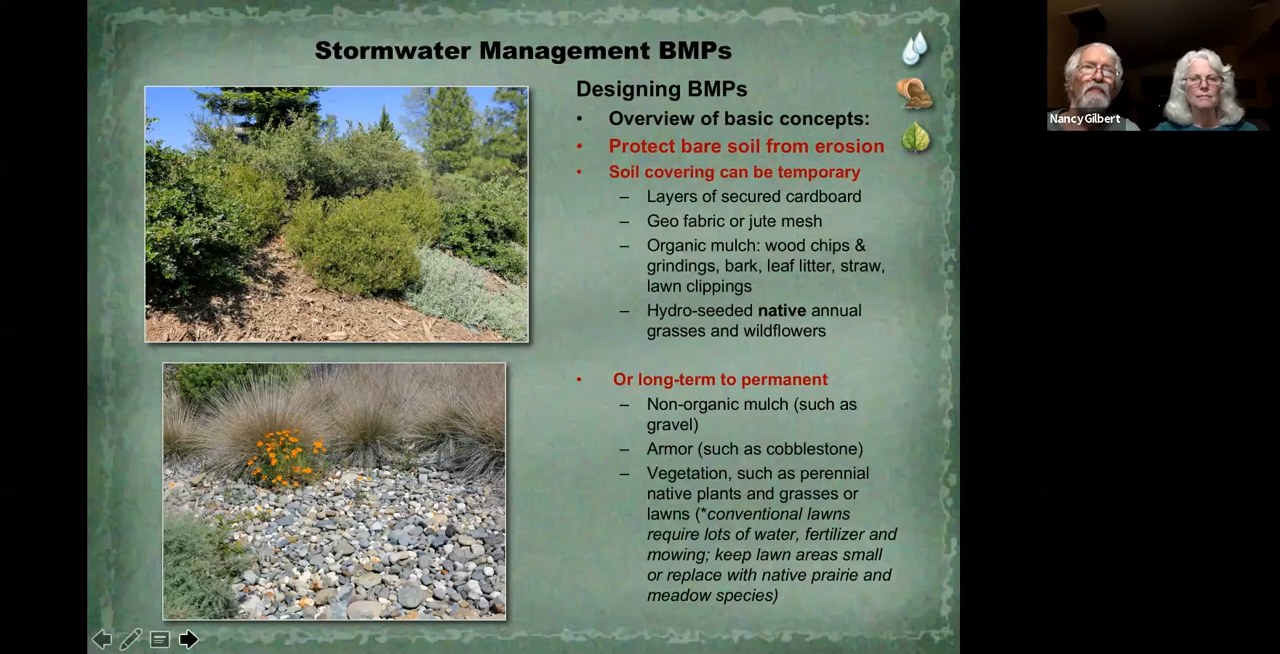 Stormwater Management BMPs
Designing BMPs
• Overview of basic concepts:
• Protect bare soil from erosion
• Soil covering can be temporary
– Layers of secured cardboard
– Geo fabric or jute mesh
– Organic mulch: wood chips &
grindings, bark, leaf litter, straw,
lawn clippings
– Hydro-seeded native annual
grasses and wildflowers
• Or long-term to permanent
– Non-organic mulch (such as
gravel)
– Armor (such as cobblestone)
– Vegetation, such as perennial
native plants and grasses or
lawns (*conventional lawns
require lots of water, fertilizer and
mowing; keep lawn areas small
or replace with native prairie and
meadow species)
Nancy Gilbert